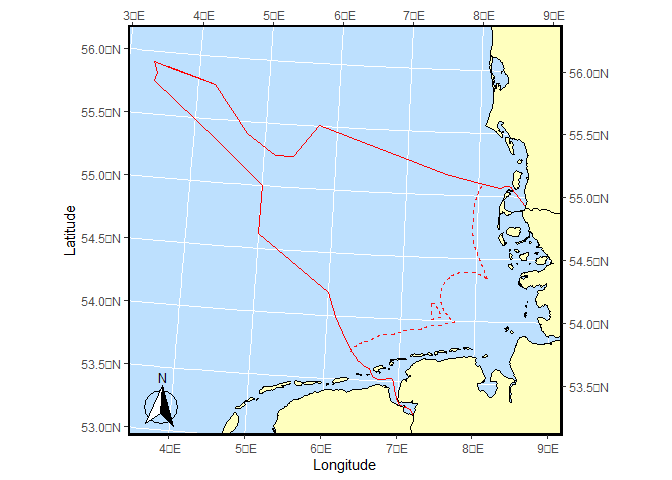 3□E 4□E 5□E 6□E 7□E 8□E 9□E
56.0□N
56.0□N
55.5□N
55.5□N
55.0□N
55.0□N
54.5□N
54.5□N
54.0□N
54.0□N
53.5□N
53.5□N
53.0□N
Latitude
N
4□E 5□E 6□E 7□E 8□E 9□E
Longitude